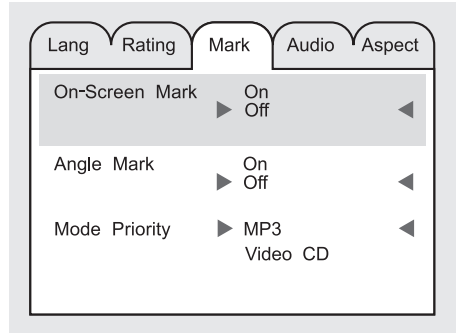 Lang Rating Mark Audio Aspect
On-Screen Mark On
Off
Angle Mark On
Off
Mode Priority MP3
Video CD